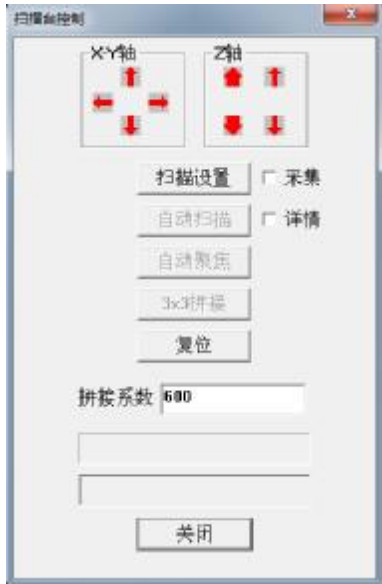 扫描台控制
X-Y轴 Z轴
扫描设置 采集
自动扫描 详情
自动聚焦
3x3拼接
复位
拼接系数 600
关闭